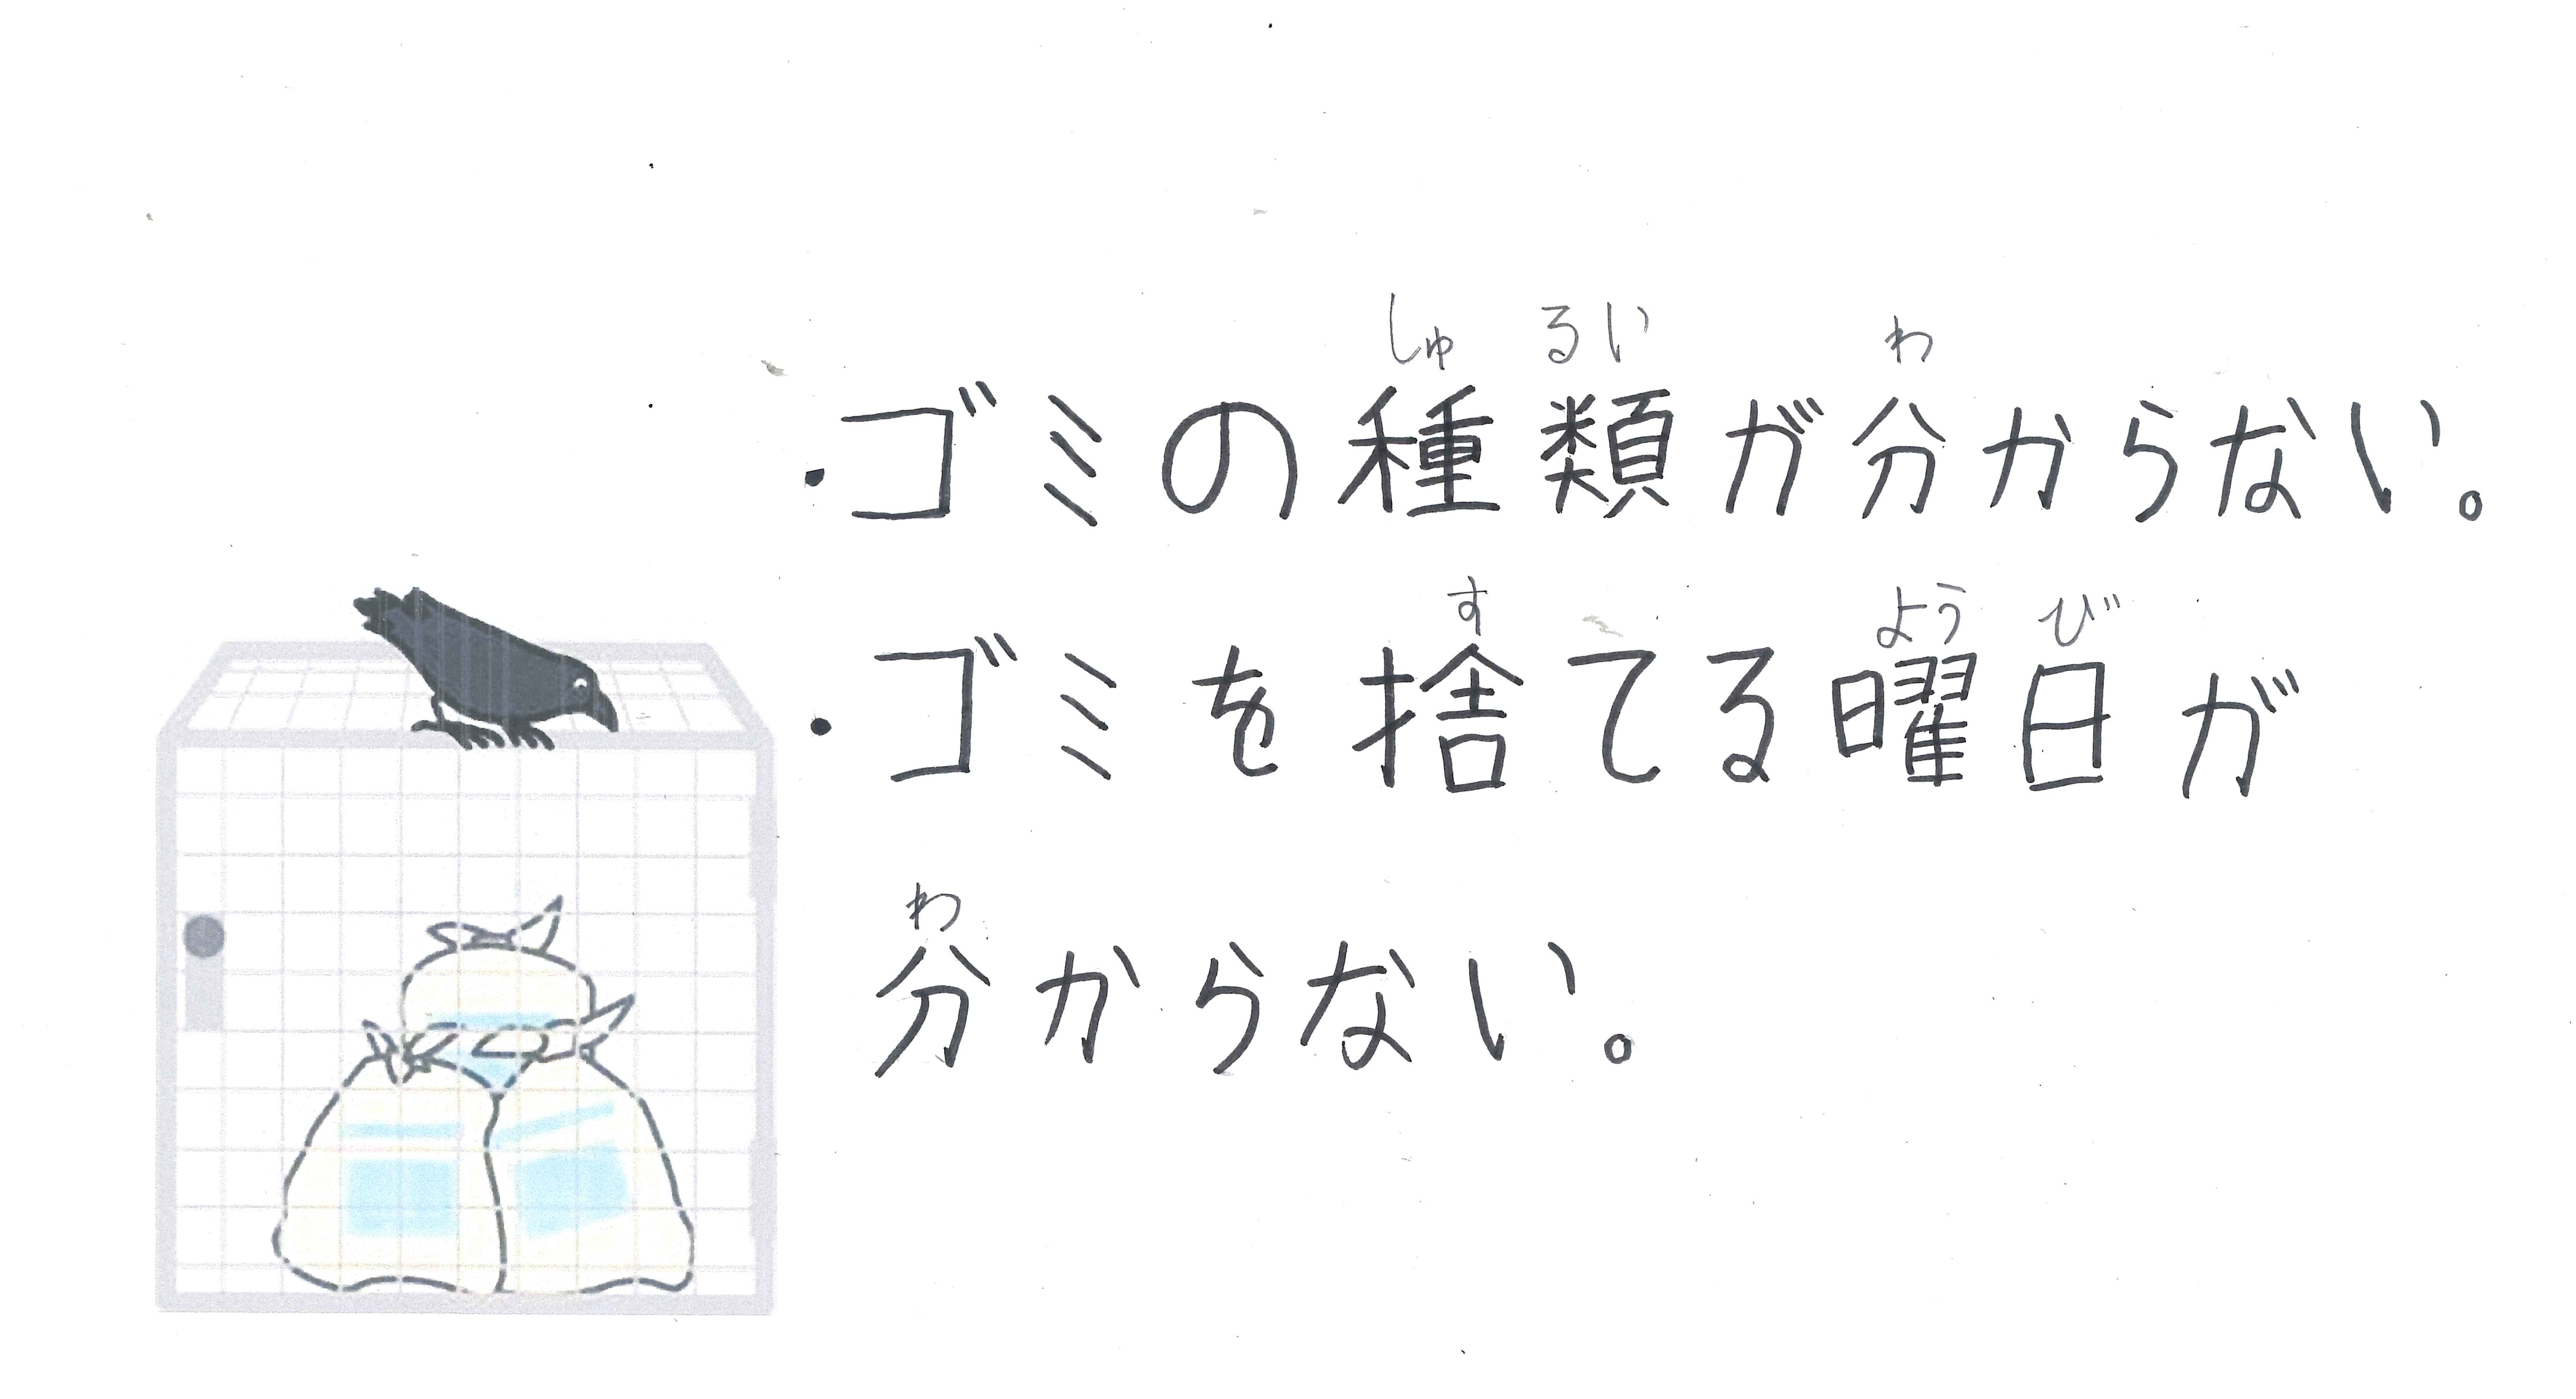 しゅ るい わ
・ゴミの種類が分からない。
す よう び
・ゴミを捨てる曜日が
わ
分からない。